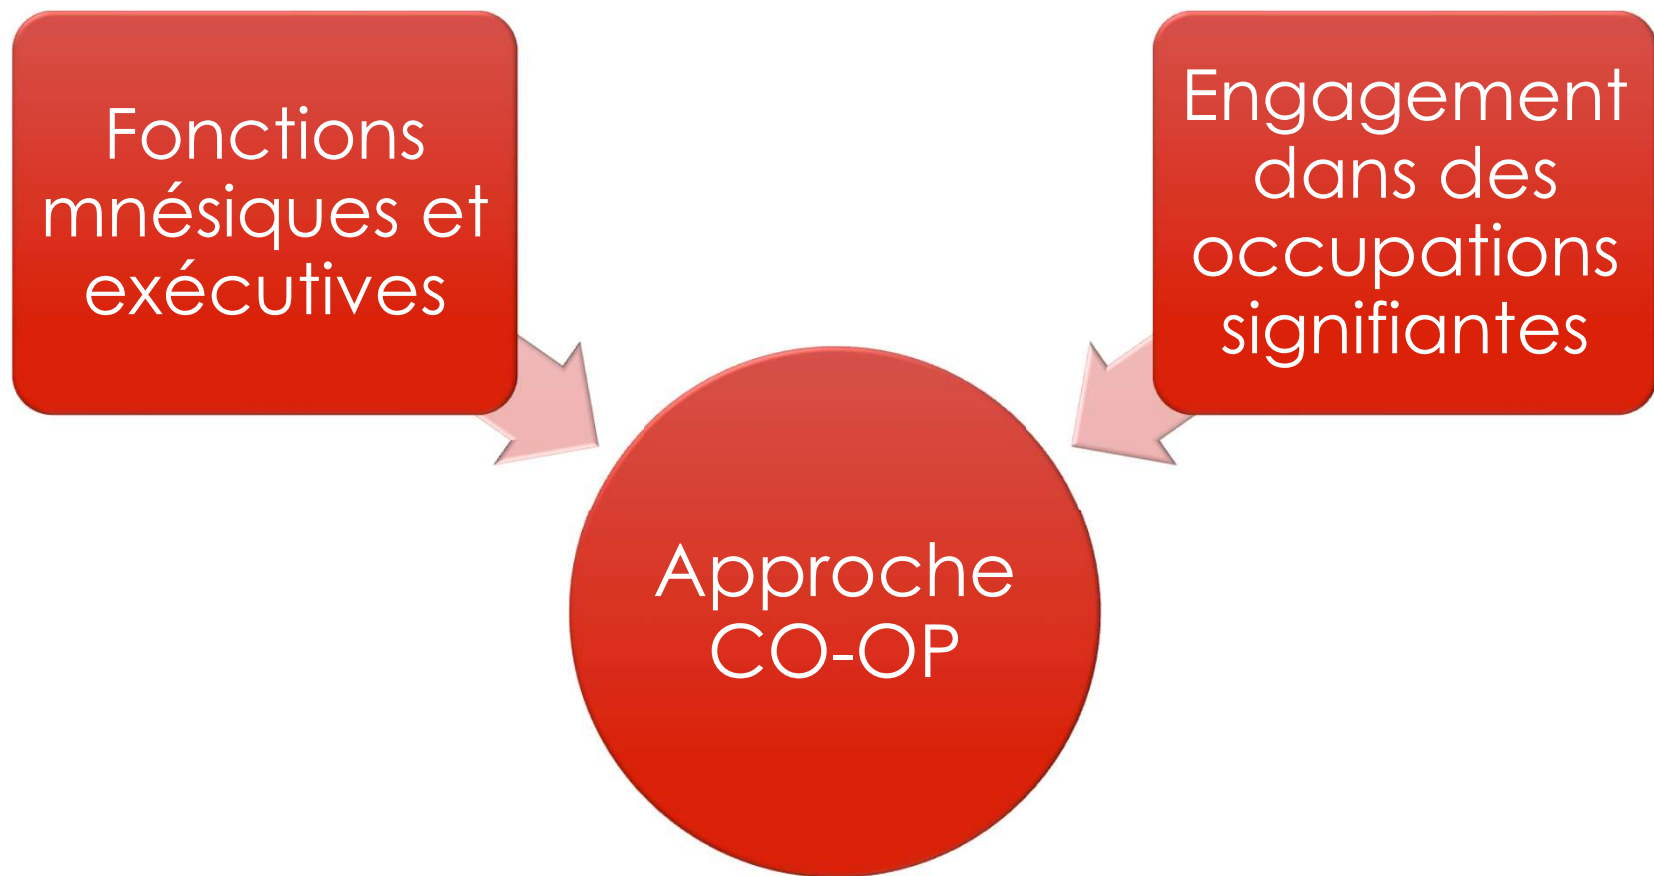 Fonctions
mnésiques et
exécutives
Engagement
dans des
occupations
signifiantes
Approche
CO-OP